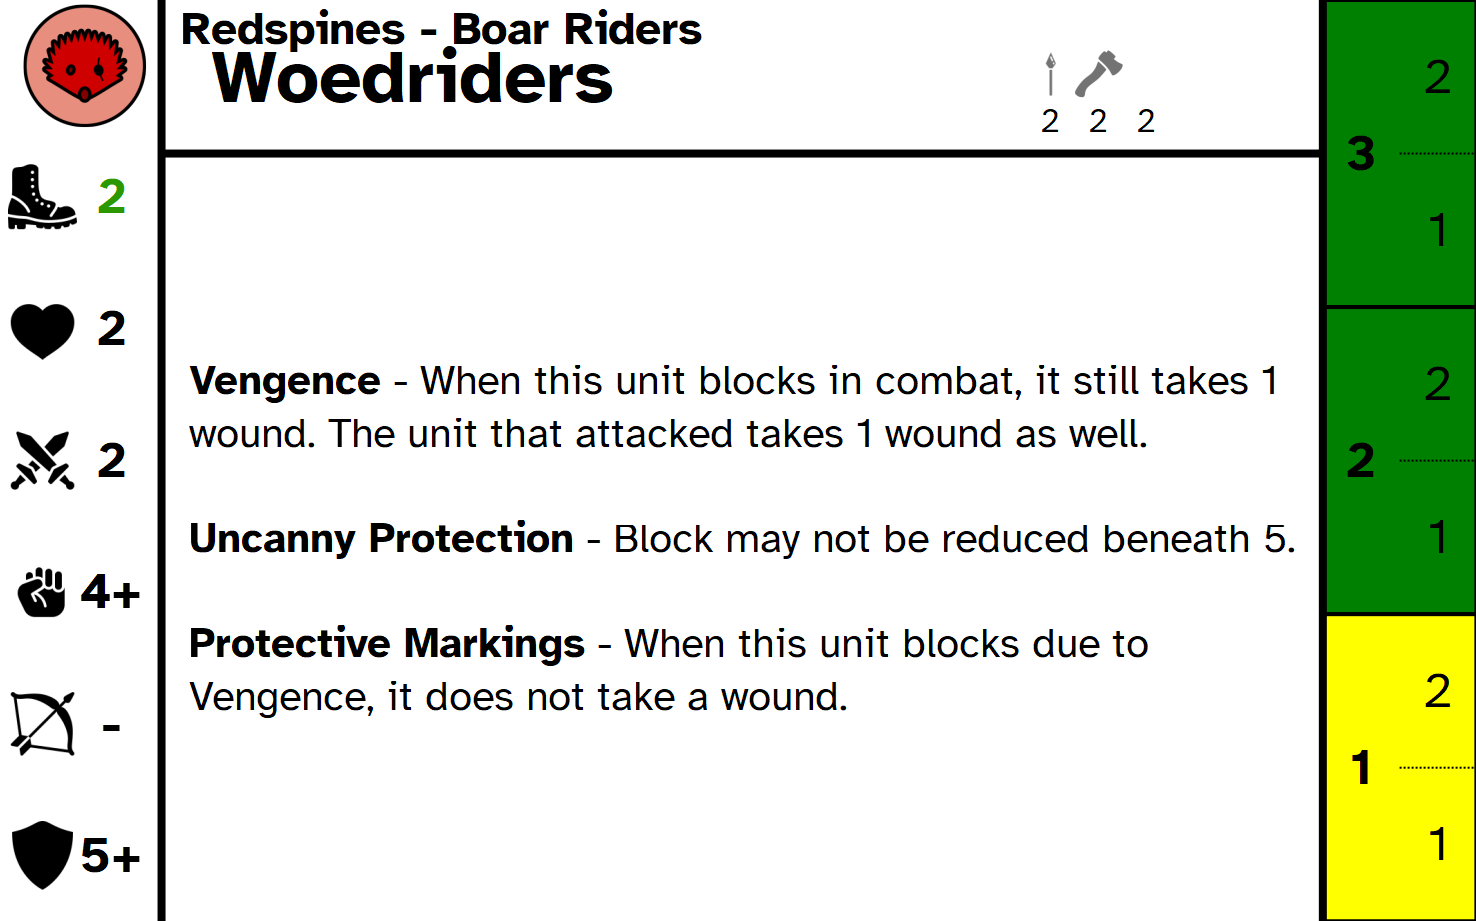 Redspines - Boar Riders
Woedriders
2 2 2
2
2
2
4+
-
5+
Vengence - When this unit blocks in combat, it still takes 1
wound. The unit that attacked takes 1 wound as well.
Uncanny Protection - Block may not be reduced beneath 5.
Protective Markings - When this unit blocks due to
Vengence, it does not take a wound.
3
2
1
2
2
1
1
2
1